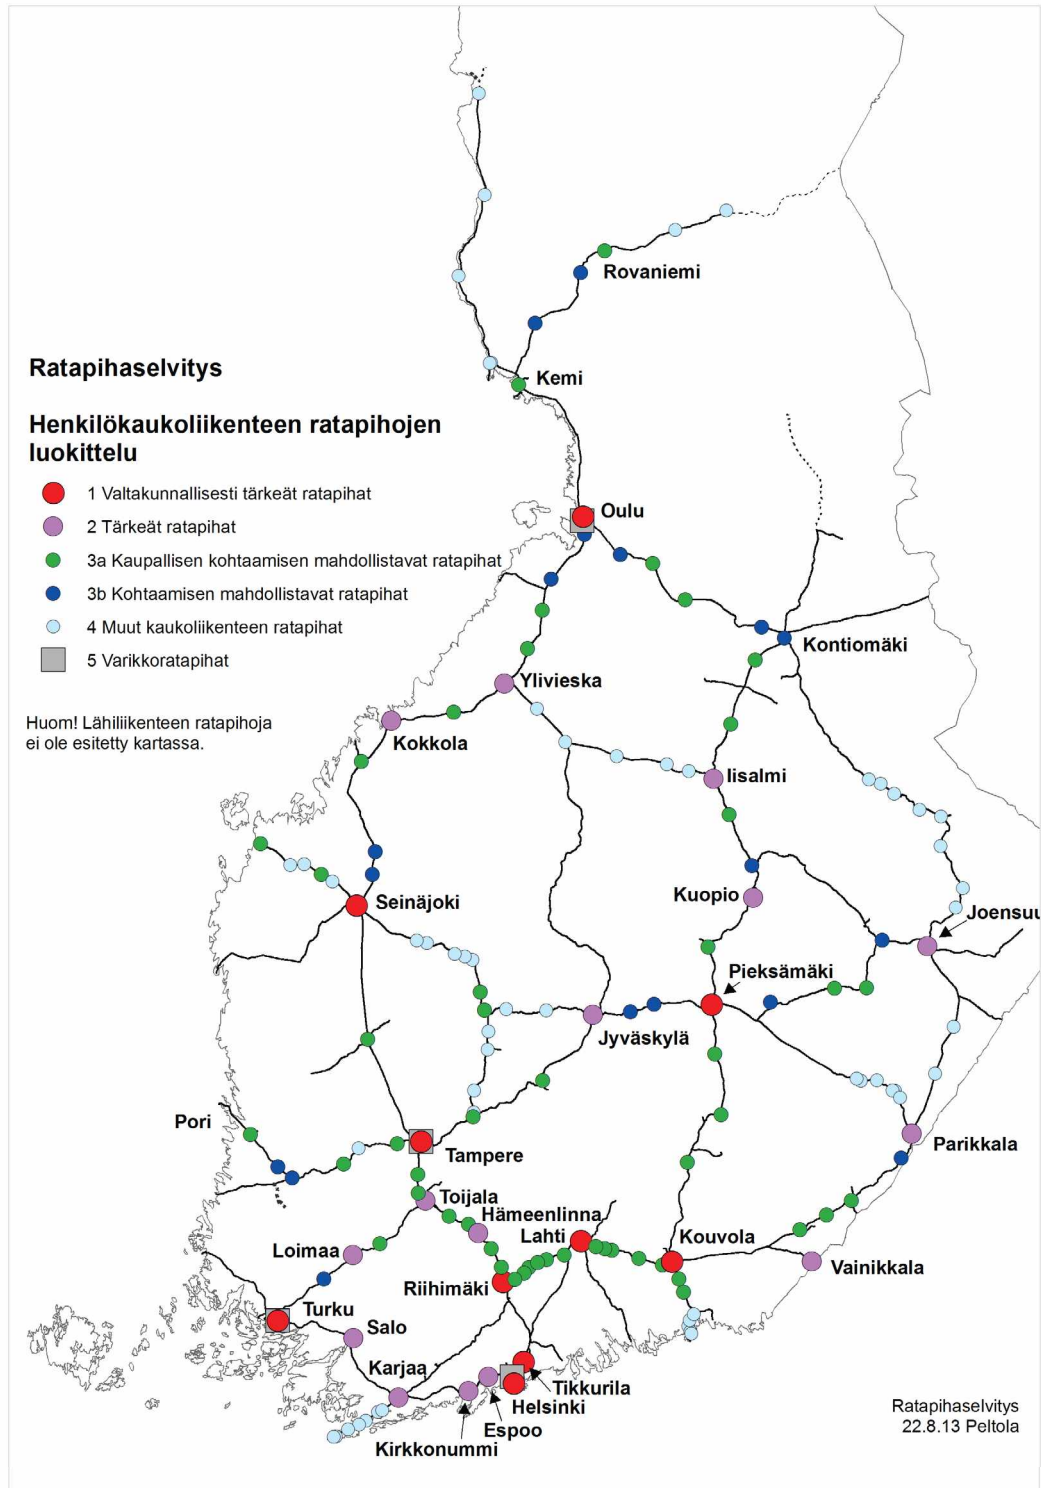 Rovaniemi
Ratapihaselvitys
Kemi
Henkilökaukoliikenteen ratapihojen
luokittelu
1 Valtakunnallisesti tärkeät ratapihat
2 Tärkeät ratapihat
3a Kaupallisen kohtaamisen mahdollistavat ratapihat
3b Kohtaamisen mahdollistavat ratapihat
4 Muut kaukoliikenteen ratapihat
5 Varikkoratapihat
Huom! Lähiliikenteen ratapihoja
ei ole esitetty kartassa.
Oulu
Kontiomäki
Ylivieska
Kokkola
Iisalmi
Kuopio
Seinäjoki
Joensuu
Pieksämäki
Jyväskylä
Pori
Tampere
Parikkala
Toijala
Hämeenlinna
Lahti
Kouvola
Loimaa
Vainikkala
Riihimäki
Turku
Salo
Karjaa
Tikkurila
Helsinki
Espoo
Kirkkonummi
Ratapihaselvitys
22.8.13 Peltola